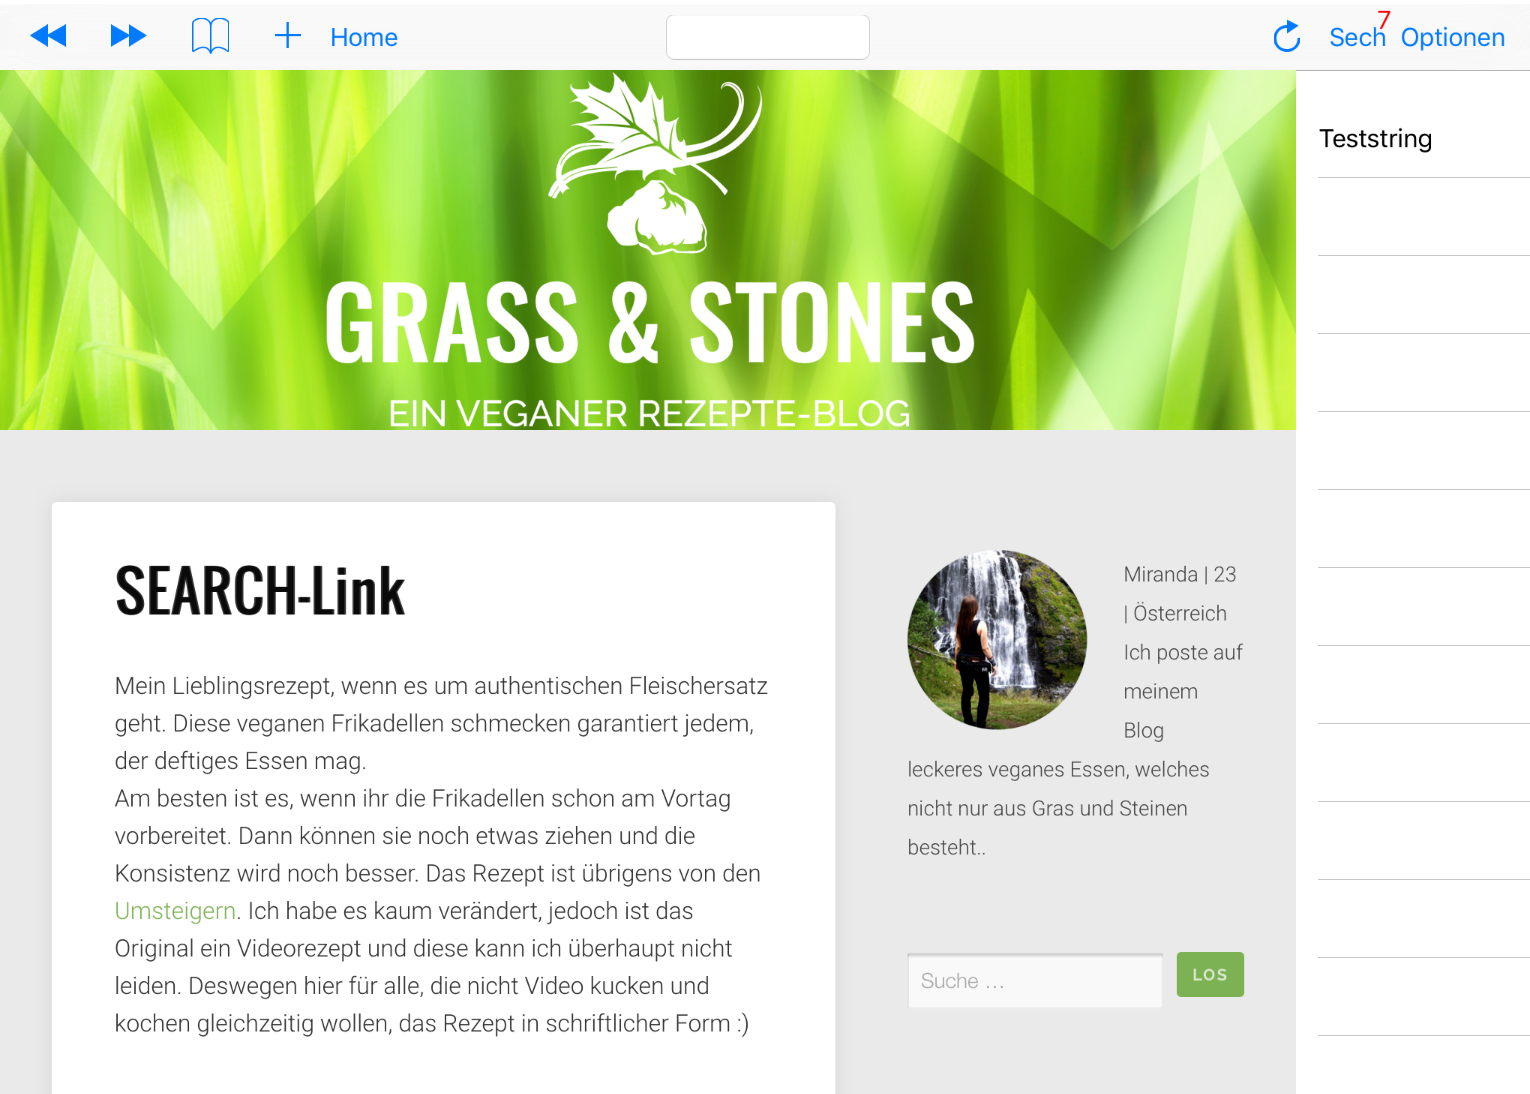 Home
Sech
7
Optionen
Teststring
GRASS & STONES
EIN VEGANER REZEPTE-BLOG
SEARCH-Link
Mein Lieblingsrezept, wenn es um authentischen Fleischersatz
geht. Diese veganen Frikadellen schmecken garantiert jedem,
der deftiges Essen mag.
Am besten ist es, wenn ihr die Frikadellen schon am Vortag
vorbereitet. Dann können sie noch etwas ziehen und die
Konsistenz wird noch besser. Das Rezept ist übrigens von den
Umsteigern. Ich habe es kaum verändert, jedoch ist das
Original ein Videorezept und diese kann ich überhaupt nicht
leiden. Deswegen hier für alle, die nicht Video kucken und
kochen gleichzeitig wollen, das Rezept in schriftlicher Form :)
Miranda | 23
| Österreich
Ich poste auf
meinem
Blog
leckeres veganes Essen, welches
nicht nur aus Gras und Steinen
besteht..
Suche ...
LOS